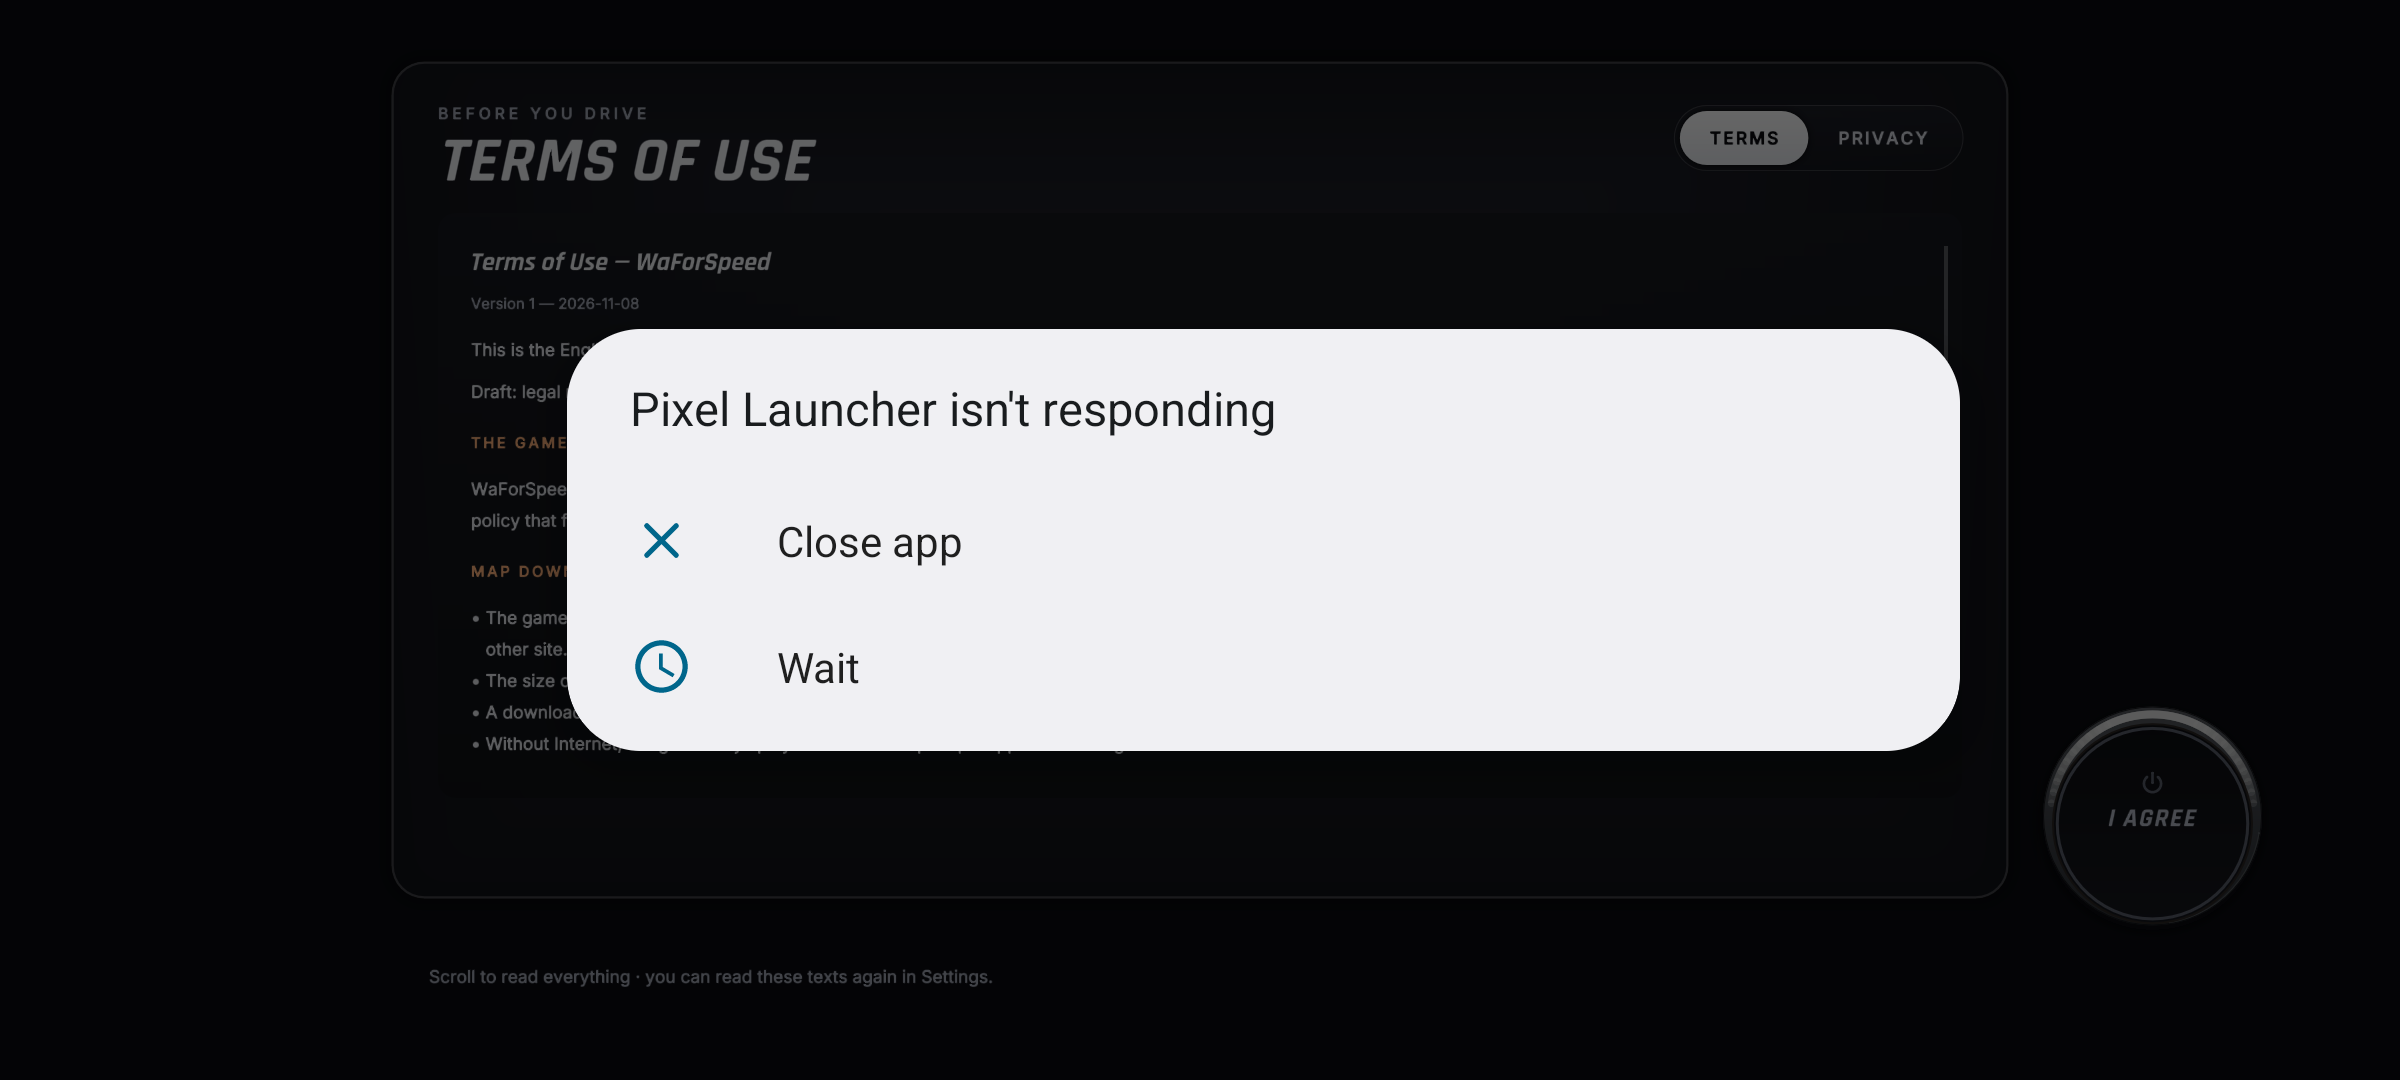 BEFORE YOU DRIVE
TERMS OF USE
TERMS
PRIVACY
Terms of Use – WaForSpeed
Version 1 — 2026-11-08
This is the
Draft: legal
Pixel Launcher isn't responding
THE GAME
WaForSpee
policy that
Close app
MAP DOW
• The game
other site.
• The size
Wait
• A downloa
• Without Internet,
I AGREE
Scroll to read everything · you can read these texts again in Settings.